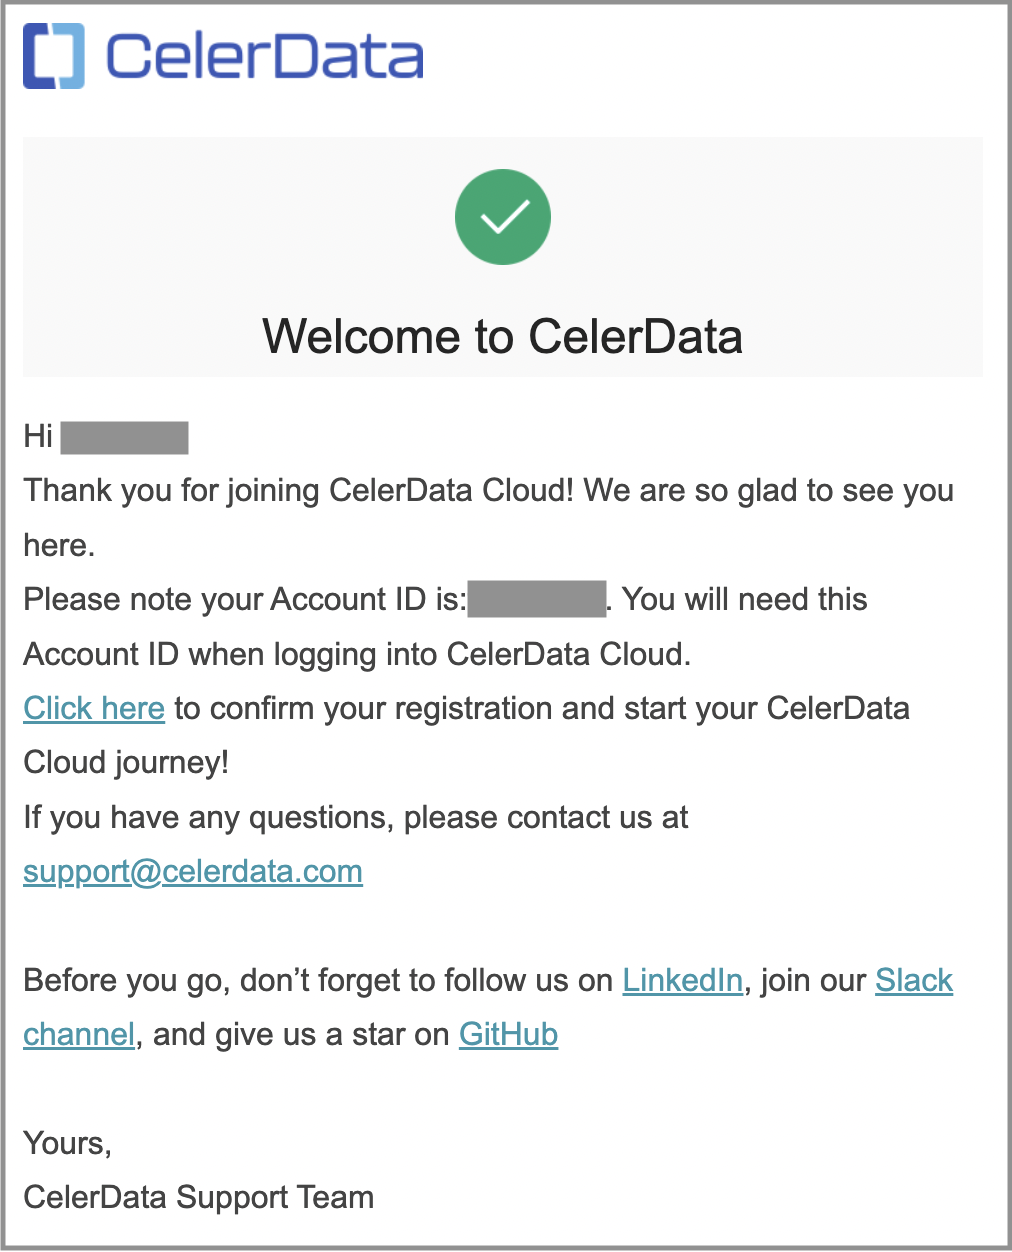 CelerData
Welcome to CelerData
Hi
Thank you for joining CelerData Cloud! We are so glad to see you
here.
Please note your Account ID is: . You will need this
Account ID when logging into CelerData Cloud.
Click here to confirm your registration and start your CelerData
Cloud journey!
If you have any questions, please contact us at
support@celerdata.com
Before you go, don’t forget to follow us on LinkedIn, join our Slack
channel, and give us a star on GitHub
Yours,
CelerData Support Team